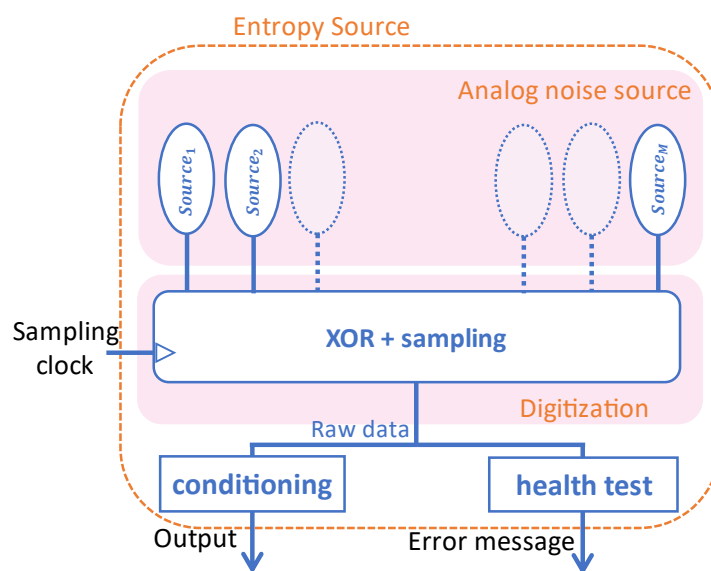 Entropy Source
Analog noise source
Source₁
Source₂
Source_M
Sampling
clock
XOR + sampling
Digitization
Raw data
conditioning
health test
Output
Error message